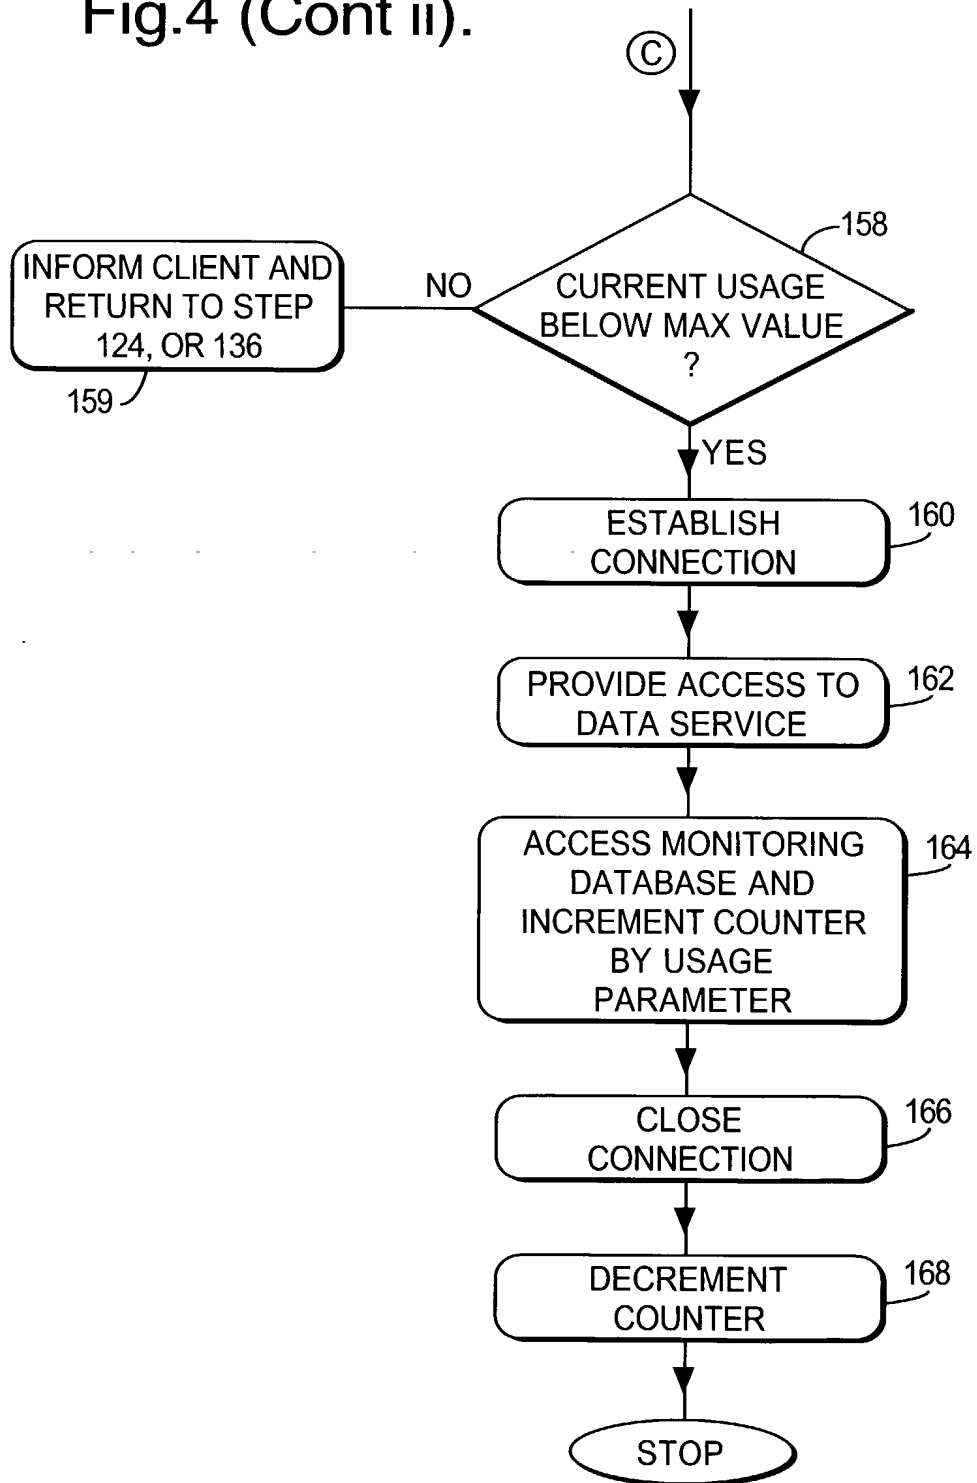 Fig.4 (Cont ii).
C
158
CURRENT USAGE
BELOW MAX VALUE
?
NO
INFORM CLIENT AND
RETURN TO STEP
124, OR 136
159
YES
ESTABLISH
CONNECTION
160
PROVIDE ACCESS TO
DATA SERVICE
162
ACCESS MONITORING
DATABASE AND
INCREMENT COUNTER
BY USAGE
PARAMETER
164
CLOSE
CONNECTION
166
DECREMENT
COUNTER
168
STOP